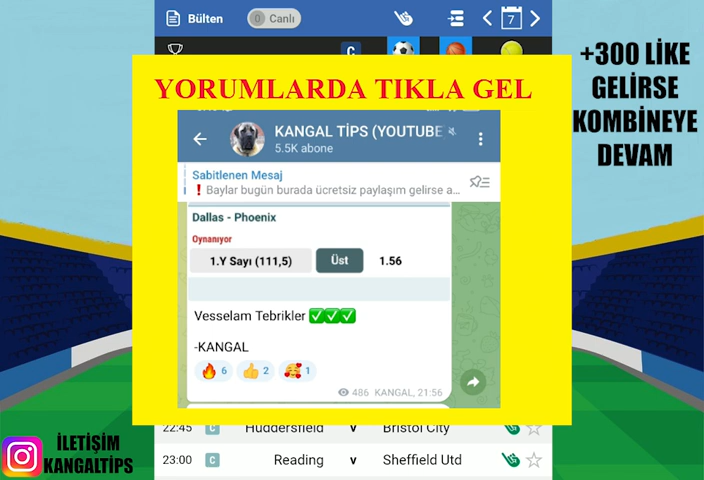 Bülten
0 Canlı
7
C
+300 LİKE
GELİRSE
KOMBİNEYE
DEVAM
YORUMLARDA TIKLA GEL
KANGAL TİPS (YOUTUBE
5.5K abone
Sabitlenen Mesaj
❗ Baylar bugün burada ücretsiz paylaşım gelirse a...
Dallas - Phoenix
Oynanıyor
1.Y Sayı (111,5) Üst 1.56
Vesselam Tebrikler ✅✅✅
-KANGAL
🔥 6 👍 2 🥰 1
486 KANGAL, 21:56
22:45 C Huddersfield v Bristol City
23:00 C Reading v Sheffield Utd
İLETİŞİM
KANGALTİPS